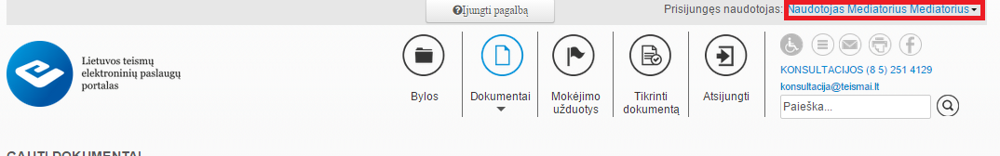 Įjungti pagalbą
Prisijungęs naudotojas: Naudotojas Mediatorius Mediatorius
Lietuvos teismų
elektroninių paslaugų
portalas
Bylos
Dokumentai
Mokėjimo
užduotys
Tikrinti
dokumentą
Atsijungti
KONSULTACIJOS (8 5) 251 4129
konsultacija@teismai.lt
Paieška...
GAUTI DOKUMENTAI